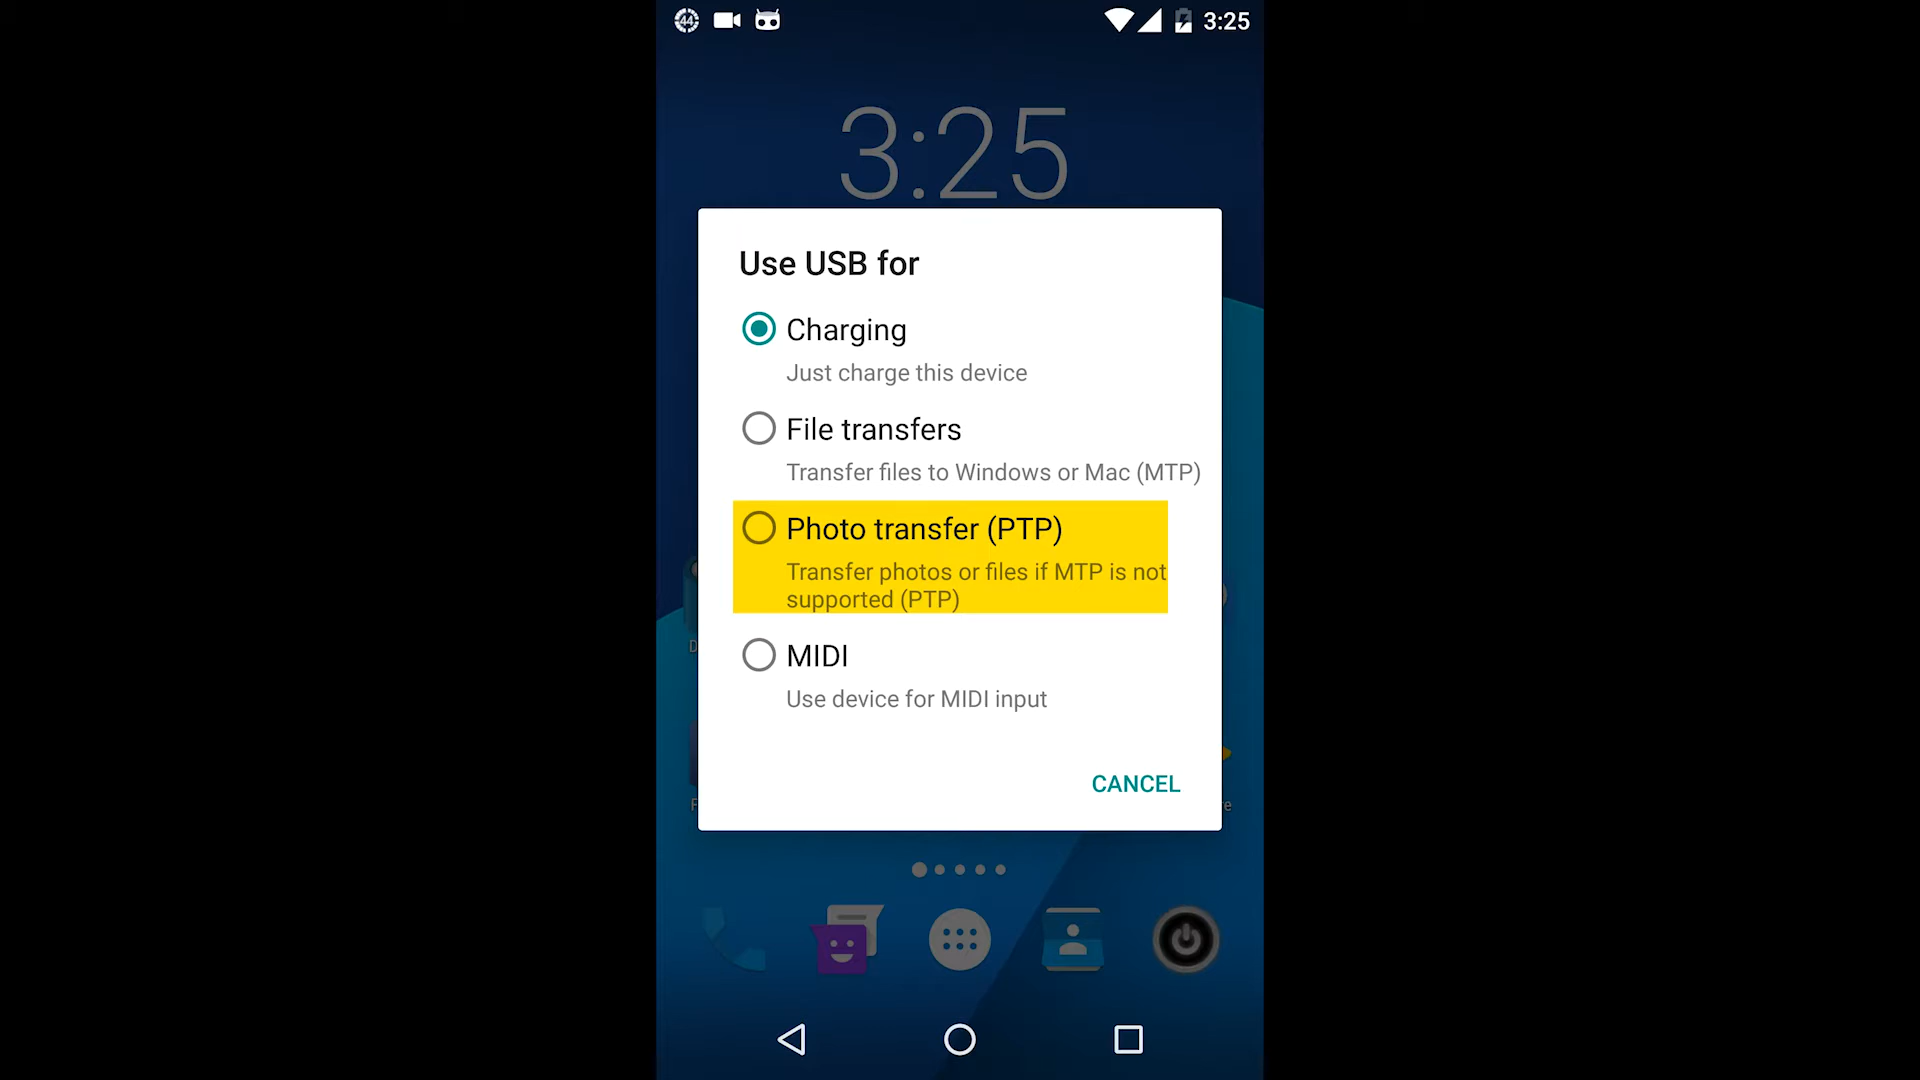 44
3:25
3:25
Use USB for
Charging
Just charge this device
File transfers
Transfer files to Windows or Mac (MTP)
Photo transfer (PTP)
Transfer photos or files if MTP is not
supported (PTP)
MIDI
Use device for MIDI input
CANCEL